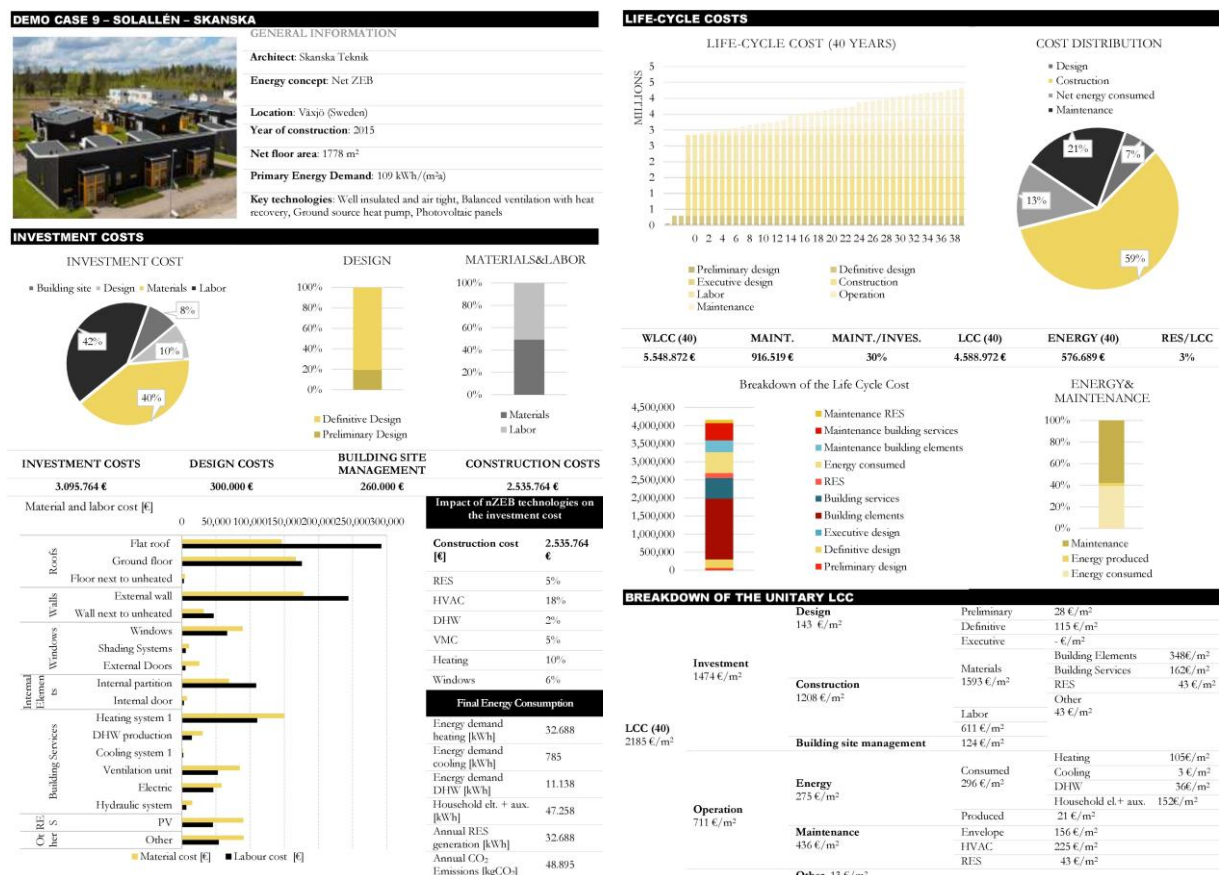 DEMO CASE 9 – SOLALLÉN – SKANSKA
GENERAL INFORMATION
Architect: Skanska Teknik
Energy concept: Net ZEB
Location: Växjö (Sweden)
Year of construction: 2015
Net floor area: 1778 m²
Primary Energy Demand: 109 kWh/(m²a)
Key technologies: Well insulated and air tight, Balanced ventilation with heat
recovery, Ground source heat pump, Photovoltaic panels
INVESTMENT COSTS
INVESTMENT COST
Building site Design Materials Labor
8%
10%
40%
42%
DESIGN
100%
80%
60%
40%
20%
0%
Definitive Design
Preliminary Design
MATERIALS&LABOR
100%
80%
60%
40%
20%
0%
Materials
Labor
INVESTMENT COSTS DESIGN COSTS BUILDING SITE MANAGEMENT CONSTRUCTION COSTS
3.095.764 € 300.000 € 260.000 € 2.535.764 €
Material and labor cost [€]
0 50,000 100,000 150,000 200,000 250,000 300,000
Roofs
Flat roof
Ground floor
Floor next to unheated
Walls
External wall
Wall next to unheated
Windows
Windows
Shading Systems
External Doors
Internal Elemen ts
Internal partition
Internal door
Building Services
Heating system 1
DHW production
Cooling system 1
Ventilation unit
Electric
Hydraulic system
RE S
PV
Ot her
Other
Material cost [€] Labour cost [€]
Impact of nZEB technologies on
the investment cost
Construction cost [€] 2.535.764 €
RES 5%
HVAC 18%
DHW 2%
VMC 5%
Heating 10%
Windows 6%
Final Energy Consumption
Energy demand heating [kWh] 32.688
Energy demand cooling [kWh] 785
Energy demand DHW [kWh] 11.138
Household elt. + aux. [kWh] 47.258
Annual RES generation [kWh] 32.688
Annual CO₂ Emissions [kgCO₂] 48.895
LIFE-CYCLE COSTS
LIFE-CYCLE COST (40 YEARS)
MILLIONS
5
5
4
4
3
3
2
2
1
1
0
0 2 4 6 8 10 12 14 16 18 20 22 24 26 28 30 32 34 36 38
Preliminary design Definitive design
Executive design Construction
Labor Operation
Maintenance
COST DISTRIBUTION
Design
Costruction
Net energy consumed
Maintenance
21%
7%
13%
59%
WLCC (40) MAINT. MAINT./INVES. LCC (40) ENERGY (40) RES/LCC
5.548.872 € 916.519 € 30% 4.588.972 € 576.689 € 3%
Breakdown of the Life Cycle Cost
4,500,000
4,000,000
3,500,000
3,000,000
2,500,000
2,000,000
1,500,000
1,000,000
500,000
0
Maintenance RES
Maintenance building services
Maintenance building elements
Energy consumed
RES
Building services
Building elements
Executive design
Definitive design
Preliminary design
ENERGY&
MAINTENANCE
100%
80%
60%
40%
20%
0%
Maintenance
Energy produced
Energy consumed
BREAKDOWN OF THE UNITARY LCC
LCC (40)
2185 €/m²
Investment
1474 €/m²
Design
143 €/m²
Preliminary 28 €/m²
Definitive 115 €/m²
Executive - €/m²
Construction
1208 €/m²
Materials
1593 €/m²
Building Elements 348€/m²
Building Services 162€/m²
RES 43 €/m²
Other
43 €/m²
Labor
611 €/m²
Building site management 124 €/m²
Operation
711 €/m²
Energy
275 €/m²
Consumed
296 €/m²
Heating 105€/m²
Cooling 3 €/m²
DHW 36€/m²
Household el.+ aux. 152€/m²
Produced 21 €/m²
Maintenance
436 €/m²
Envelope 156 €/m²
HVAC 225 €/m²
RES 43 €/m²
Other 13 €/m²